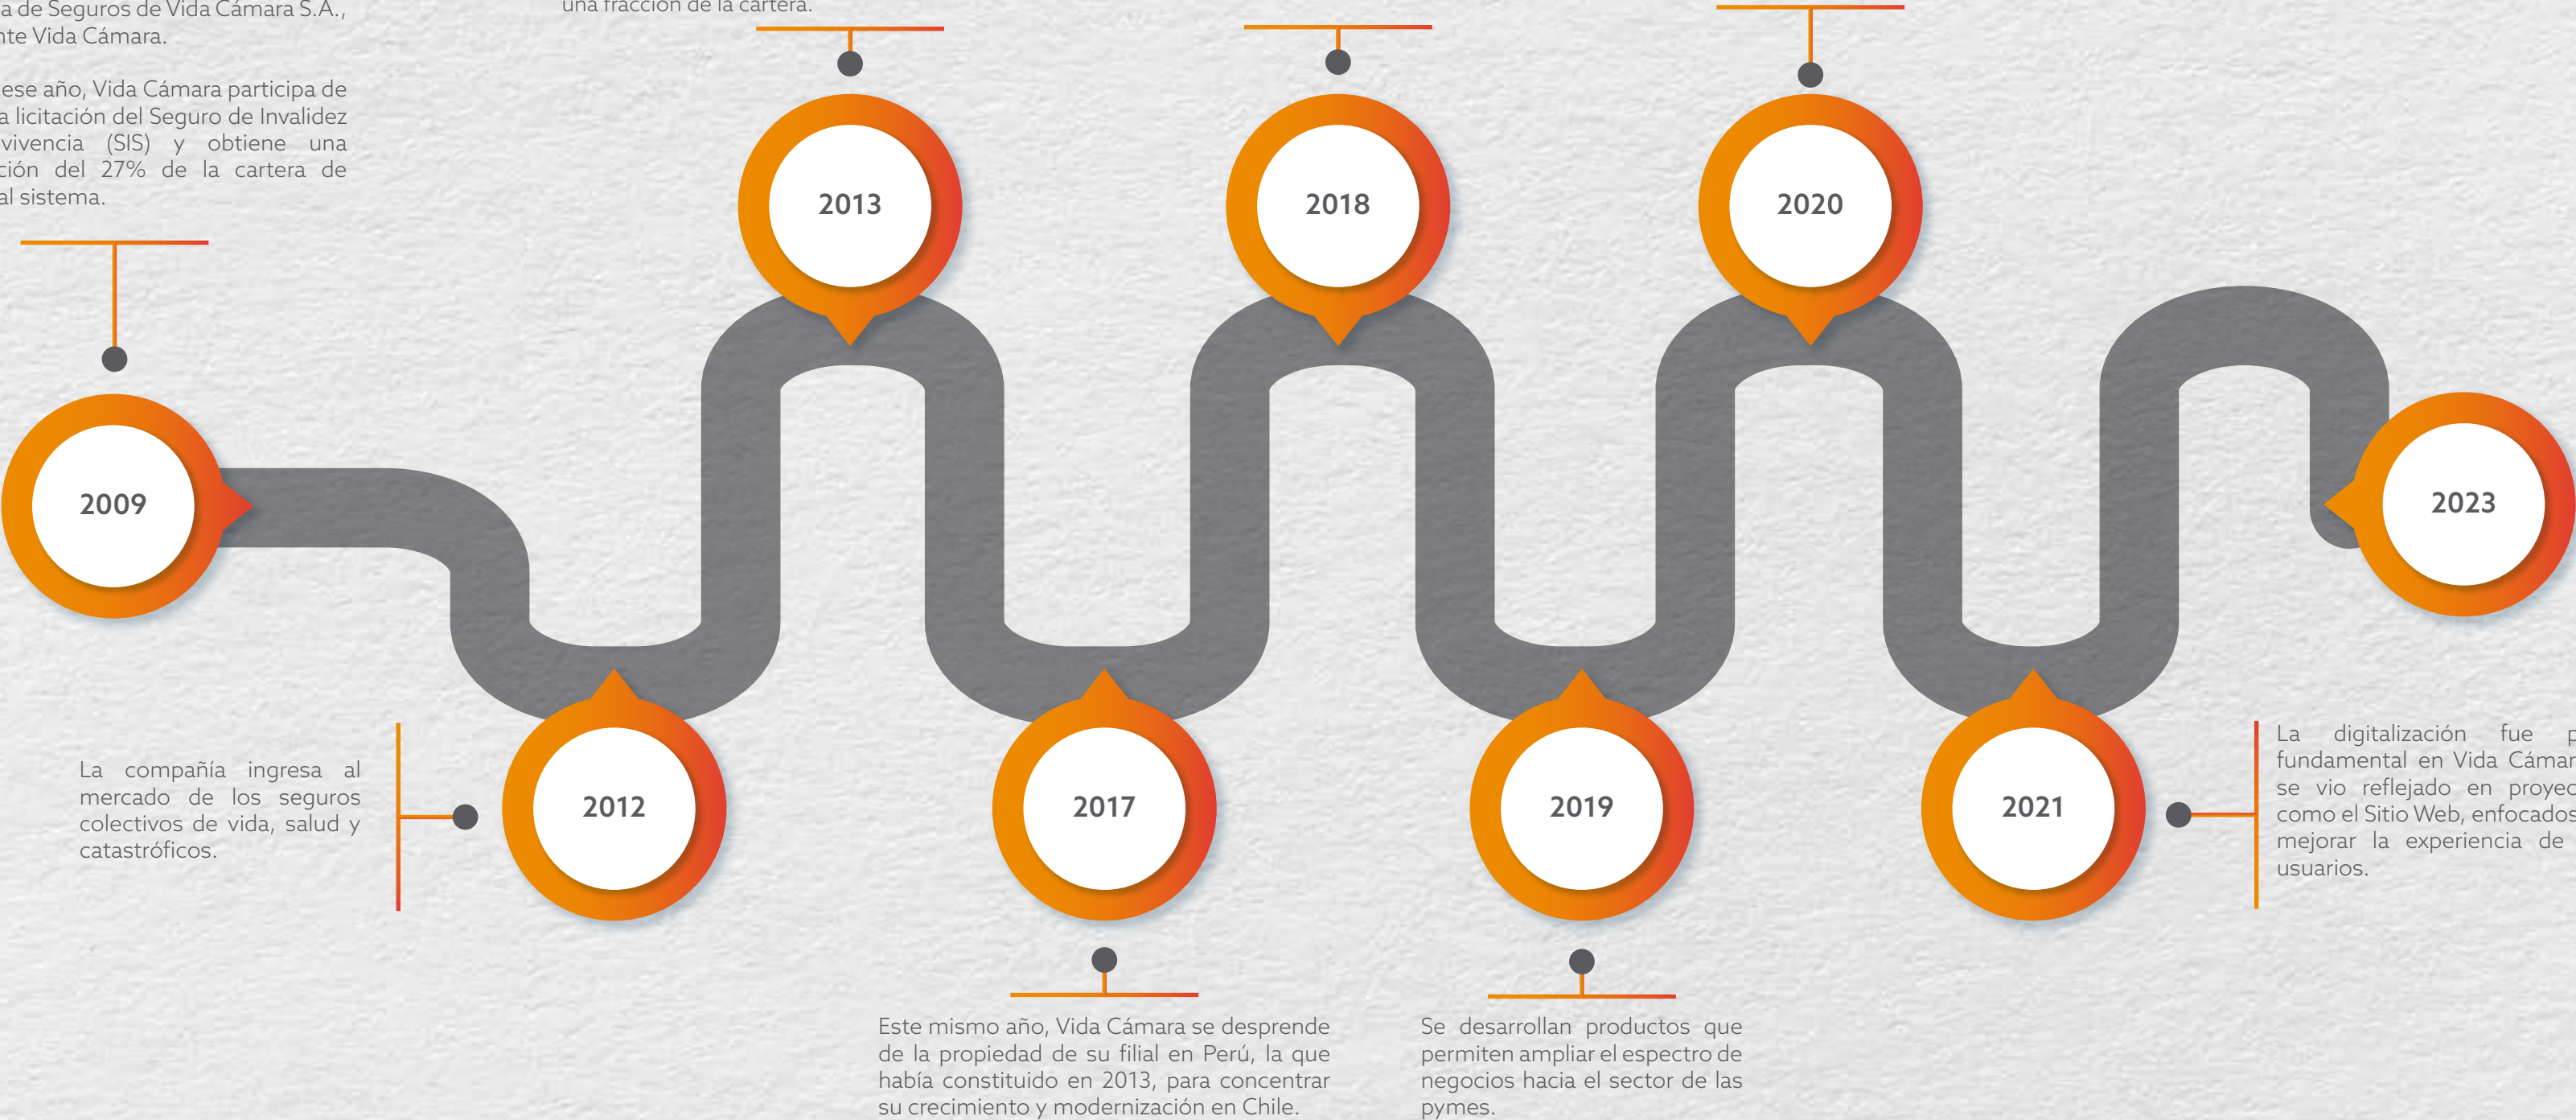 a de Seguros de Vida Cámara S.A.,
nte Vida Cámara.
ese año, Vida Cámara participa de
a licitación del Seguro de Invalidez
vivencia (SIS) y obtiene una
ción del 27% de la cartera de
al sistema.
una fracción de la cartera.
2013
2018
2020
2009
2023
La compañía ingresa al
mercado de los seguros
colectivos de vida, salud y
catastróficos.
2012
2017
2019
2021
La digitalización fue p
fundamental en Vida Cámar
se vio reflejado en proyec
como el Sitio Web, enfocados
mejorar la experiencia de
usuarios.
Este mismo año, Vida Cámara se desprende
de la propiedad de su filial en Perú, la que
había constituido en 2013, para concentrar
su crecimiento y modernización en Chile.
Se desarrollan productos que
permiten ampliar el espectro de
negocios hacia el sector de las
pymes.